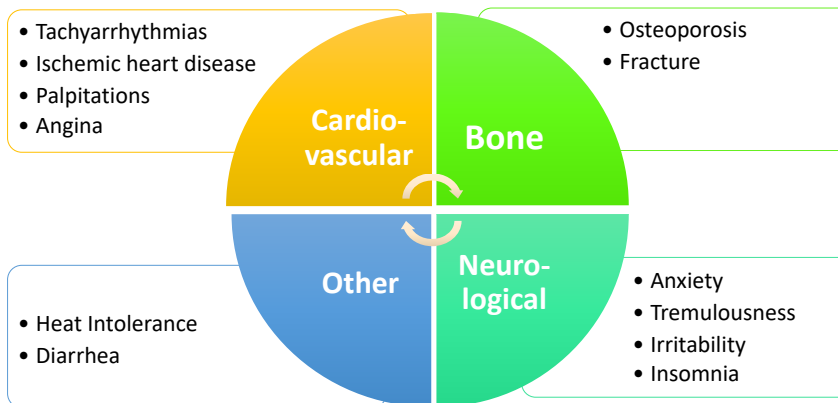 • Tachyarrhythmias
• Ischemic heart disease
• Palpitations
• Angina
• Osteoporosis
• Fracture
Cardio-
vascular
Bone
Other
Neuro-
logical
• Heat Intolerance
• Diarrhea
• Anxiety
• Tremulousness
• Irritability
• Insomnia